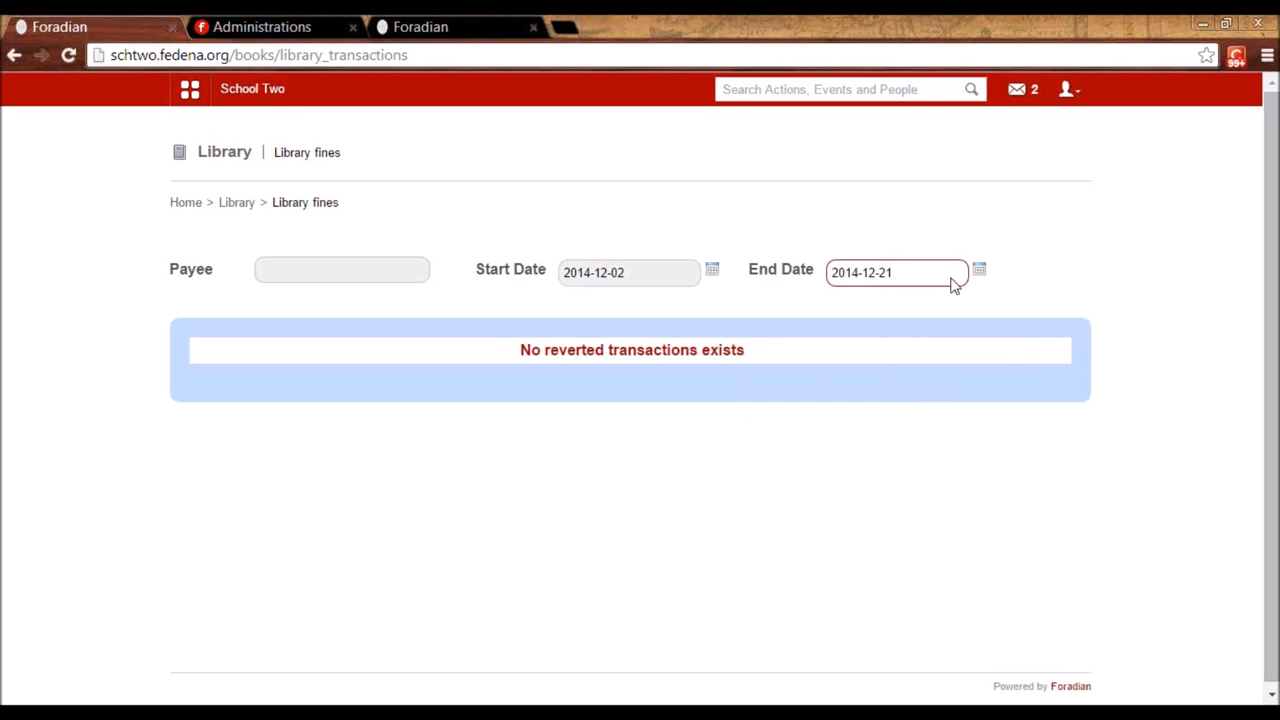 Foradian
Administrations
Foradian
schtwo.fedena.org/books/library_transactions
99+
School Two
Search Actions, Events and People
2
Library | Library fines
Home > Library > Library fines
Payee
Start Date
2014-12-02
End Date
2014-12-21
No reverted transactions exists
Powered by Foradian